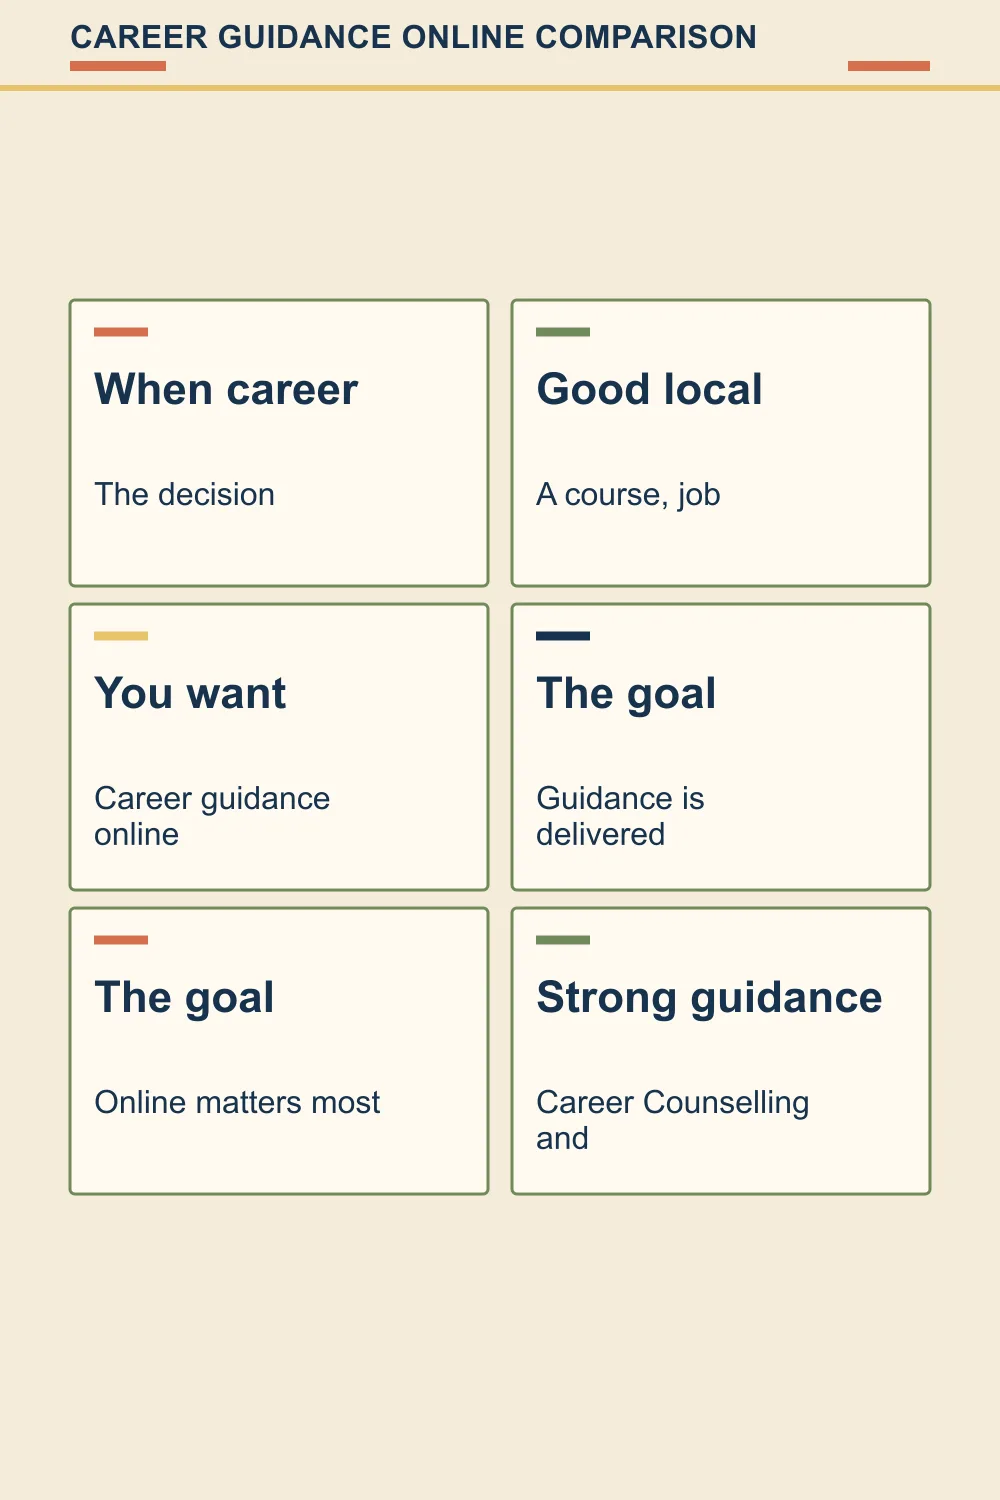 CAREER GUIDANCE ONLINE COMPARISON
When career
The decision
Good local
A course, job
You want
Career guidance
online
The goal
Guidance is
delivered
The goal
Online matters most
Strong guidance
Career Counselling
and